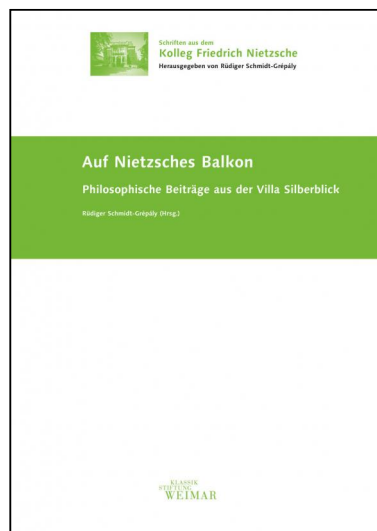 Schriften aus dem
Kolleg Friedrich Nietzsche
Herausgegeben von Rüdiger Schmidt-Grépály
Auf Nietzsches Balkon
Philosophische Beiträge aus der Villa Silberblick
Rüdiger Schmidt-Grépály (Hrsg.)
KLASSIK
STIFTUNG
WEIMAR